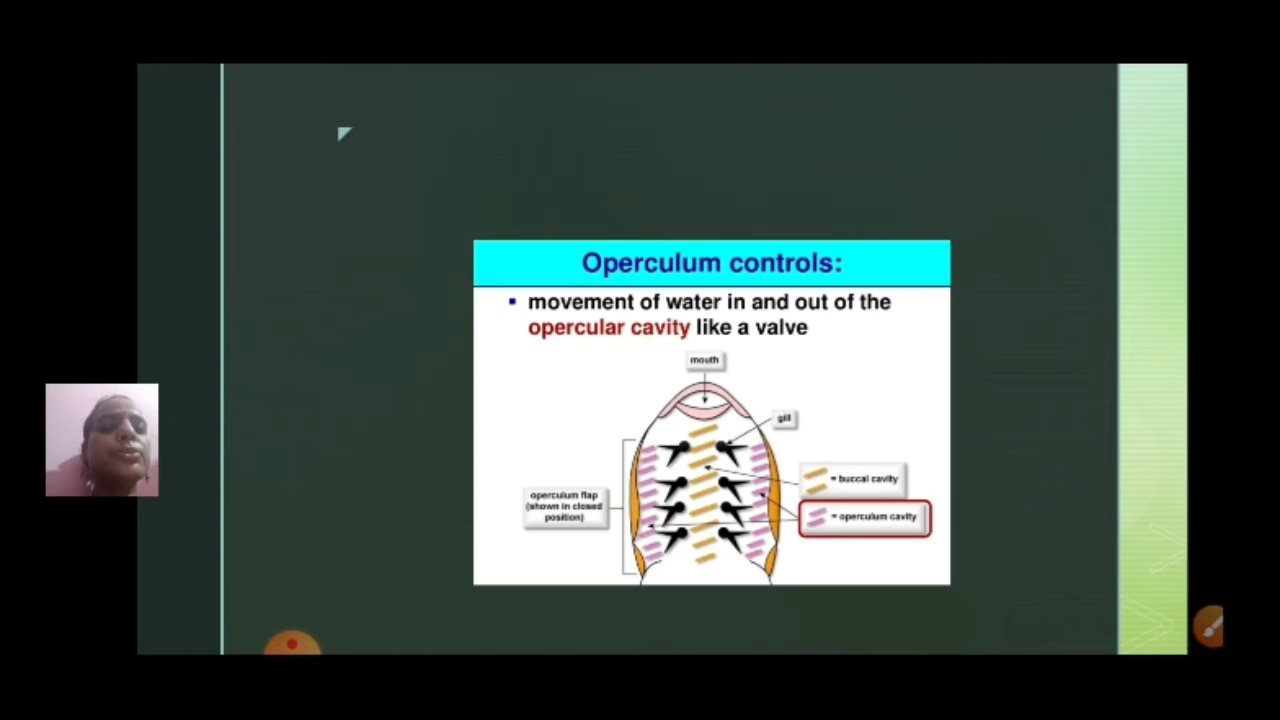 Operculum controls:
▪ movement of water in and out of the
opercular cavity like a valve
mouth
gill
= buccal cavity
operculum flap
(shown in closed
position)
= operculum cavity